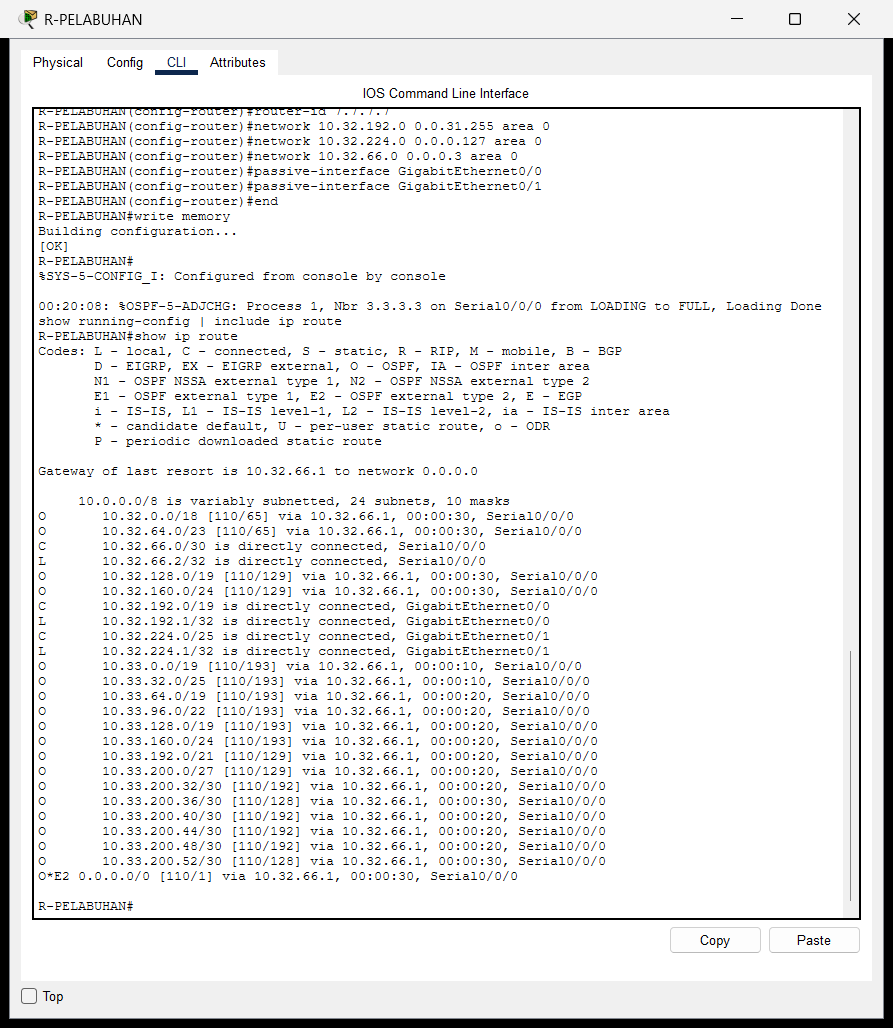 R-PELABUHAN
Physical Config CLI Attributes
IOS Command Line Interface
R-PELABUHAN(config-router)#router-id 7.7.7.7
R-PELABUHAN(config-router)#network 10.32.192.0 0.0.31.255 area 0
R-PELABUHAN(config-router)#network 10.32.224.0 0.0.0.127 area 0
R-PELABUHAN(config-router)#network 10.32.66.0 0.0.0.3 area 0
R-PELABUHAN(config-router)#passive-interface GigabitEthernet0/0
R-PELABUHAN(config-router)#passive-interface GigabitEthernet0/1
R-PELABUHAN(config-router)#end
R-PELABUHAN#write memory
Building configuration...
[OK]
R-PELABUHAN#
%SYS-5-CONFIG_I: Configured from console by console
00:20:08: %OSPF-5-ADJCHG: Process 1, Nbr 3.3.3.3 on Serial0/0/0 from LOADING to FULL, Loading Done
show running-config | include ip route
R-PELABUHAN#show ip route
Codes: L - local, C - connected, S - static, R - RIP, M - mobile, B - BGP
D - EIGRP, EX - EIGRP external, O - OSPF, IA - OSPF inter area
N1 - OSPF NSSA external type 1, N2 - OSPF NSSA external type 2
E1 - OSPF external type 1, E2 - OSPF external type 2, E - EGP
i - IS-IS, L1 - IS-IS level-1, L2 - IS-IS level-2, ia - IS-IS inter area
* - candidate default, U - per-user static route, o - ODR
P - periodic downloaded static route
Gateway of last resort is 10.32.66.1 to network 0.0.0.0
10.0.0.0/8 is variably subnetted, 24 subnets, 10 masks
O 10.32.0.0/18 [110/65] via 10.32.66.1, 00:00:30, Serial0/0/0
O 10.32.64.0/23 [110/65] via 10.32.66.1, 00:00:30, Serial0/0/0
C 10.32.66.0/30 is directly connected, Serial0/0/0
L 10.32.66.2/32 is directly connected, Serial0/0/0
O 10.32.128.0/19 [110/129] via 10.32.66.1, 00:00:30, Serial0/0/0
O 10.32.160.0/24 [110/129] via 10.32.66.1, 00:00:30, Serial0/0/0
C 10.32.192.0/19 is directly connected, GigabitEthernet0/0
L 10.32.192.1/32 is directly connected, GigabitEthernet0/0
C 10.32.224.0/25 is directly connected, GigabitEthernet0/1
L 10.32.224.1/32 is directly connected, GigabitEthernet0/1
O 10.33.0.0/19 [110/193] via 10.32.66.1, 00:00:10, Serial0/0/0
O 10.33.32.0/25 [110/193] via 10.32.66.1, 00:00:10, Serial0/0/0
O 10.33.64.0/19 [110/193] via 10.32.66.1, 00:00:20, Serial0/0/0
O 10.33.96.0/22 [110/193] via 10.32.66.1, 00:00:20, Serial0/0/0
O 10.33.128.0/19 [110/193] via 10.32.66.1, 00:00:20, Serial0/0/0
O 10.33.160.0/24 [110/193] via 10.32.66.1, 00:00:20, Serial0/0/0
O 10.33.192.0/21 [110/129] via 10.32.66.1, 00:00:20, Serial0/0/0
O 10.33.200.0/27 [110/129] via 10.32.66.1, 00:00:20, Serial0/0/0
O 10.33.200.32/30 [110/192] via 10.32.66.1, 00:00:20, Serial0/0/0
O 10.33.200.36/30 [110/128] via 10.32.66.1, 00:00:30, Serial0/0/0
O 10.33.200.40/30 [110/192] via 10.32.66.1, 00:00:20, Serial0/0/0
O 10.33.200.44/30 [110/192] via 10.32.66.1, 00:00:20, Serial0/0/0
O 10.33.200.48/30 [110/192] via 10.32.66.1, 00:00:20, Serial0/0/0
O 10.33.200.52/30 [110/128] via 10.32.66.1, 00:00:30, Serial0/0/0
O*E2 0.0.0.0/0 [110/1] via 10.32.66.1, 00:00:30, Serial0/0/0
R-PELABUHAN#
Copy Paste
Top